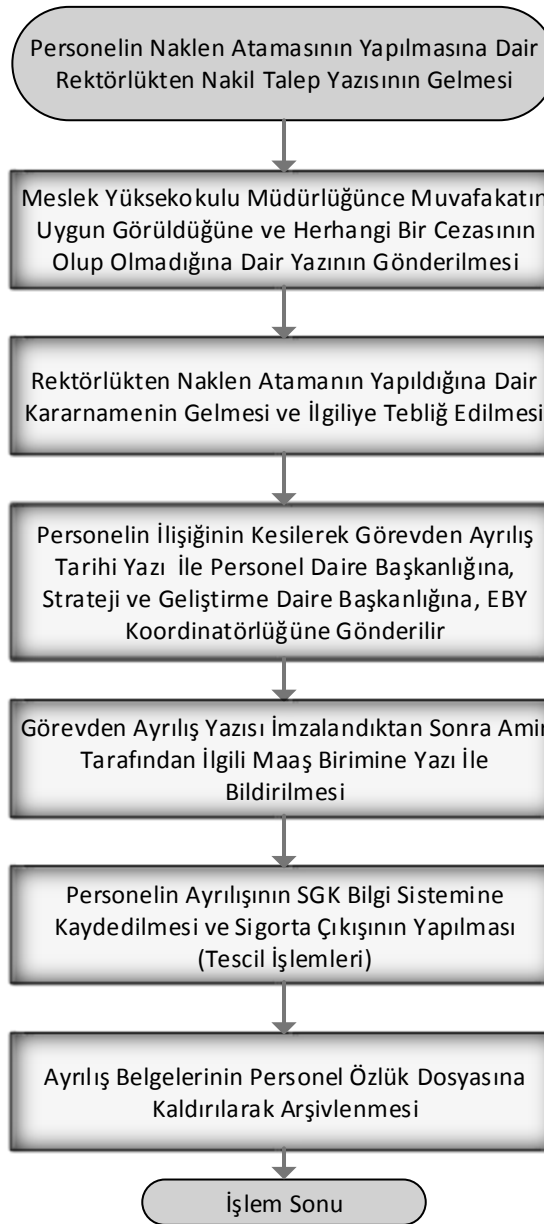 Personelin Naklen Atamasının Yapılmasına Dair
Rektörlükten Nakil Talep Yazısının Gelmesi
Meslek Yüksekokulu Müdürlüğünce Muvafakatın
Uygun Görüldüğüne ve Herhangi Bir Cezasının
Olup Olmadığına Dair Yazının Gönderilmesi
Rektörlükten Naklen Atamanın Yapıldığına Dair
Kararnamenin Gelmesi ve İlgiliye Tebliğ Edilmesi
Personelin İlişiğinin Kesilerek Görevden Ayrılış
Tarihi Yazı İle Personel Daire Başkanlığına,
Strateji ve Geliştirme Daire Başkanlığına, EBY
Koordinatörlüğüne Gönderilir
Görevden Ayrılış Yazısı İmzalandıktan Sonra Amir
Tarafından İlgili Maaş Birimine Yazı İle
Bildirilmesi
Personelin Ayrılışının SGK Bilgi Sistemine
Kaydedilmesi ve Sigorta Çıkışının Yapılması
(Tescil İşlemleri)
Ayrılış Belgelerinin Personel Özlük Dosyasına
Kaldırılarak Arşivlenmesi
İşlem Sonu